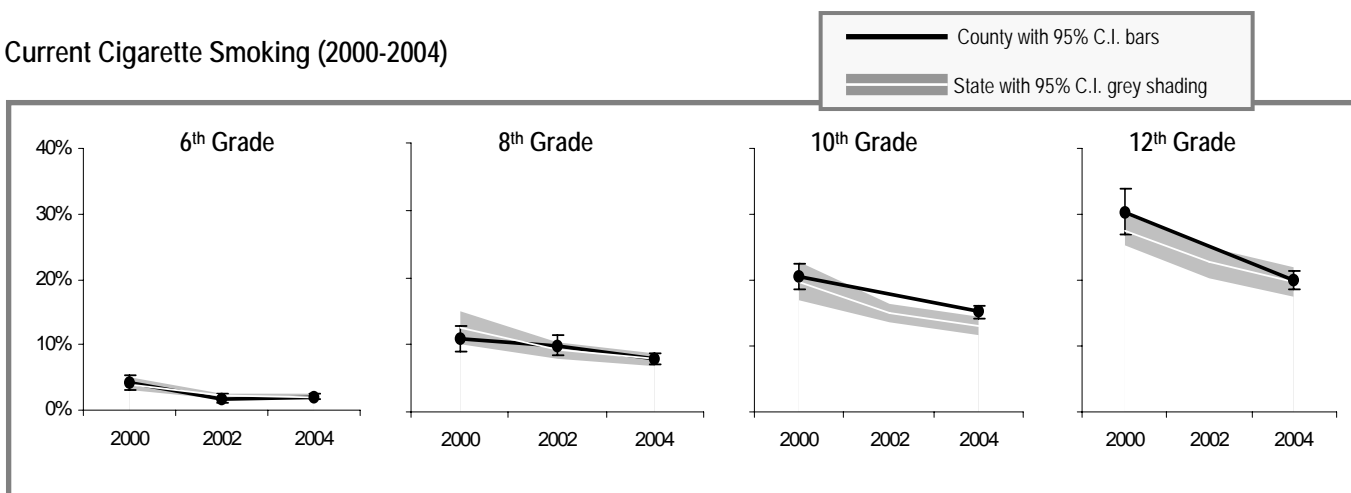 Current Cigarette Smoking (2000-2004)
County with 95% C.I. bars
State with 95% C.I. grey shading
6th Grade
8th Grade
10th Grade
12th Grade
40%
30%
20%
10%
0%
2000 2002 2004
2000 2002 2004
2000 2002 2004
2000 2002 2004